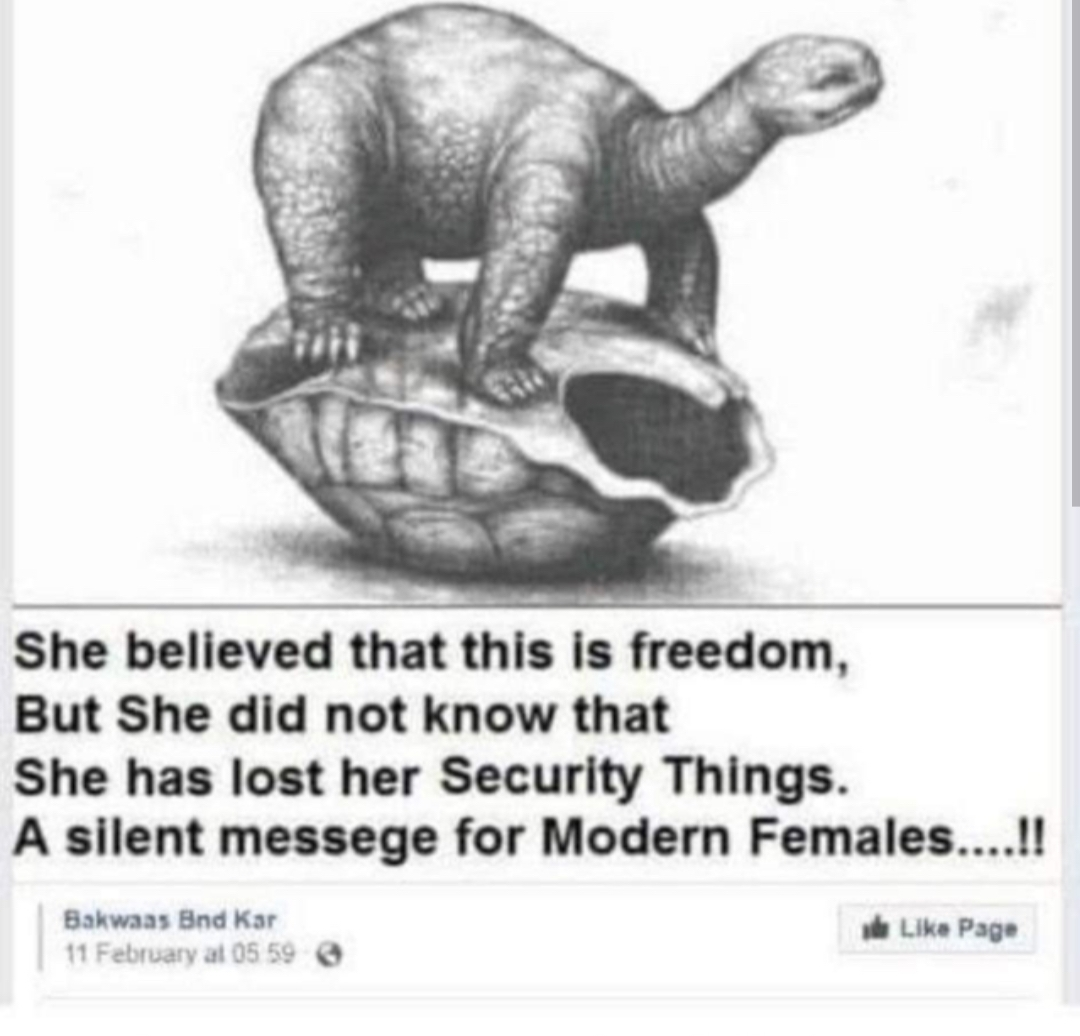 She believed that this is freedom,
But She did not know that
She has lost her Security Things.
A silent messege for Modern Females....!!
Bakwaas Bnd Kar
11 February at 05:59
Like Page